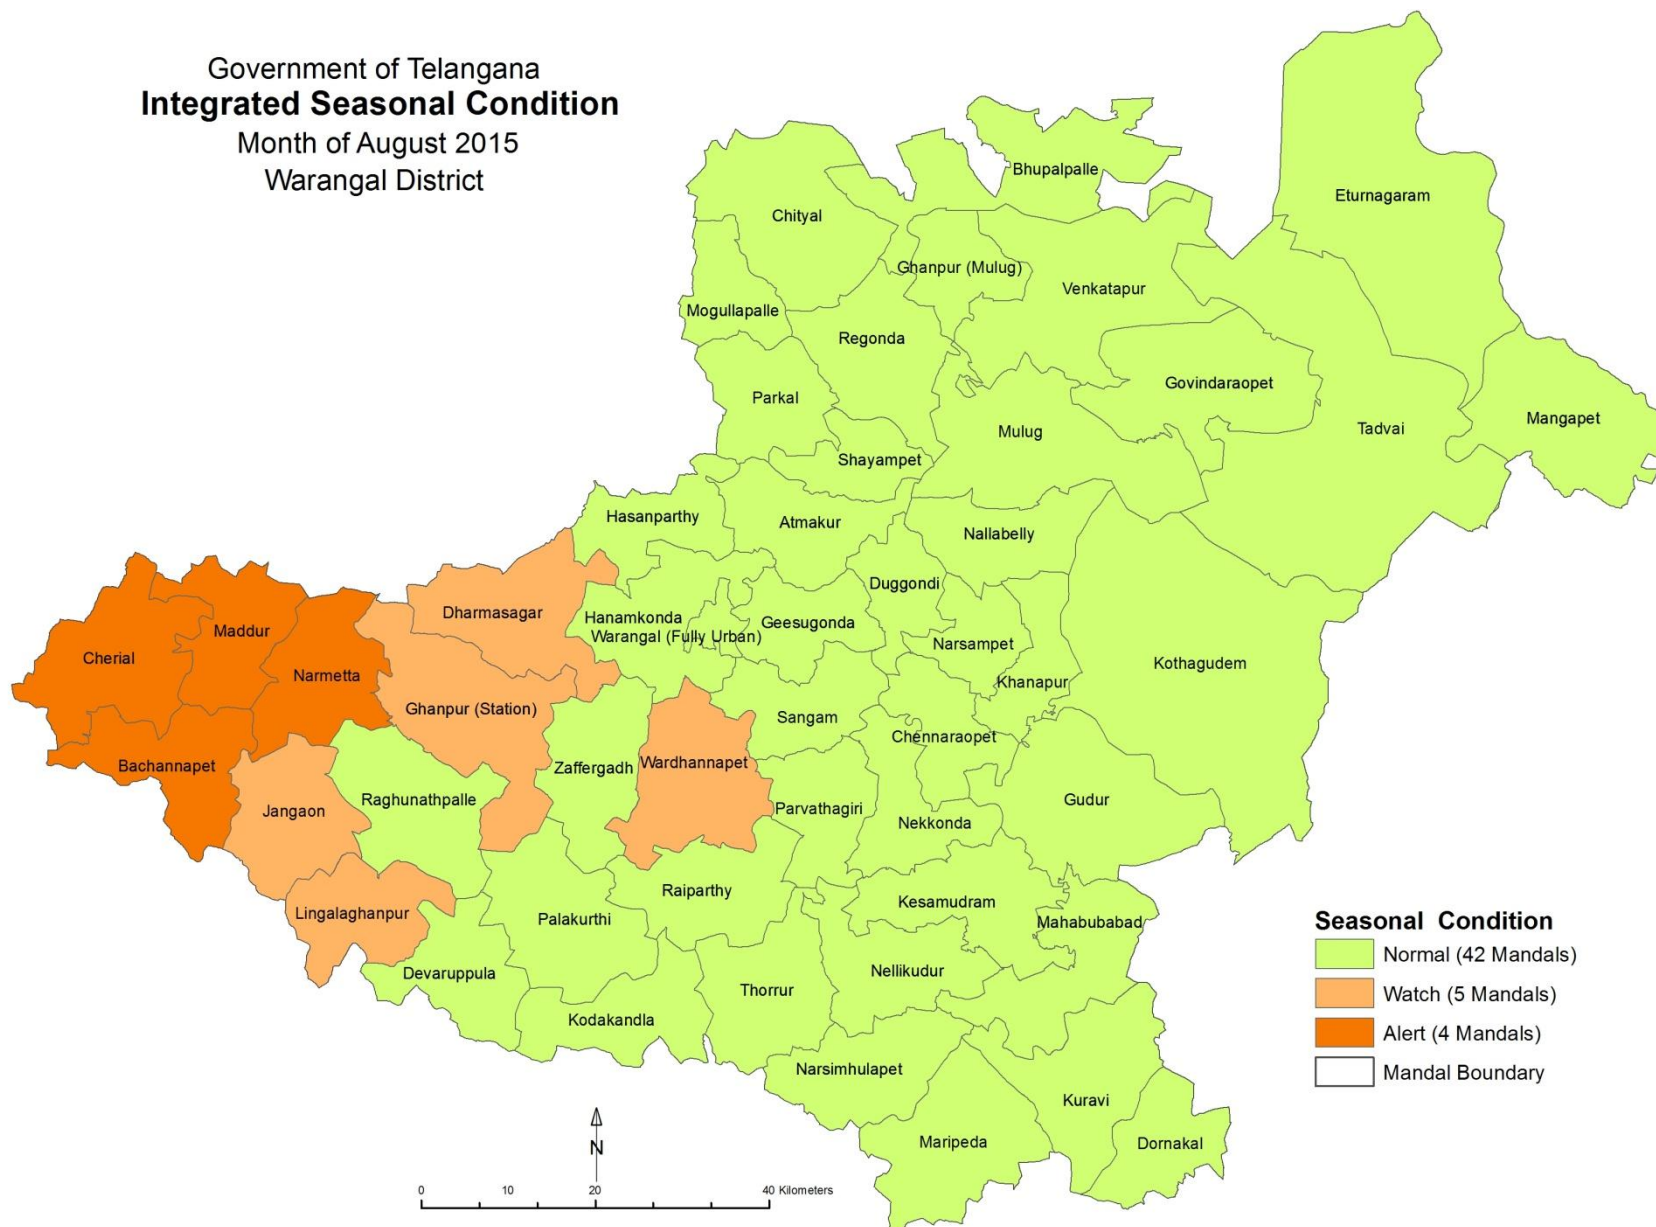 Government of Telangana
Integrated Seasonal Condition
Month of August 2015
Warangal District
Bhupalpalle
Eturnagaram
Chityal
Ghanpur (Mulug)
Venkatapur
Mogullapalle
Regonda
Govindaraopet
Parkal
Mangapet
Tadvai
Mulug
Shayampet
Hasanparthy
Atmakur
Nallabelly
Duggondi
Dharmasagar
Hanamkonda
Geesugonda
Warangal (Fully Urban)
Maddur
Narsampet
Cherial
Kothagudem
Narmetta
Khanapur
Ghanpur (Station)
Sangam
Chennaraopet
Bachannapet
Zaffergadh
Wardhannapet
Raghunathpalle
Gudur
Jangaon
Parvathagiri
Nekkonda
Raiparthy
Kesamudram
Lingalaghanpur
Palakurthi
Mahabubabad
Devaruppula
Nellikudur
Thorrur
Kodakandla
Narsimhulapet
Kuravi
Maripeda
Dornakal
Seasonal Condition
Normal (42 Mandals)
Watch (5 Mandals)
Alert (4 Mandals)
Mandal Boundary
N
0 10 20 40 Kilometers